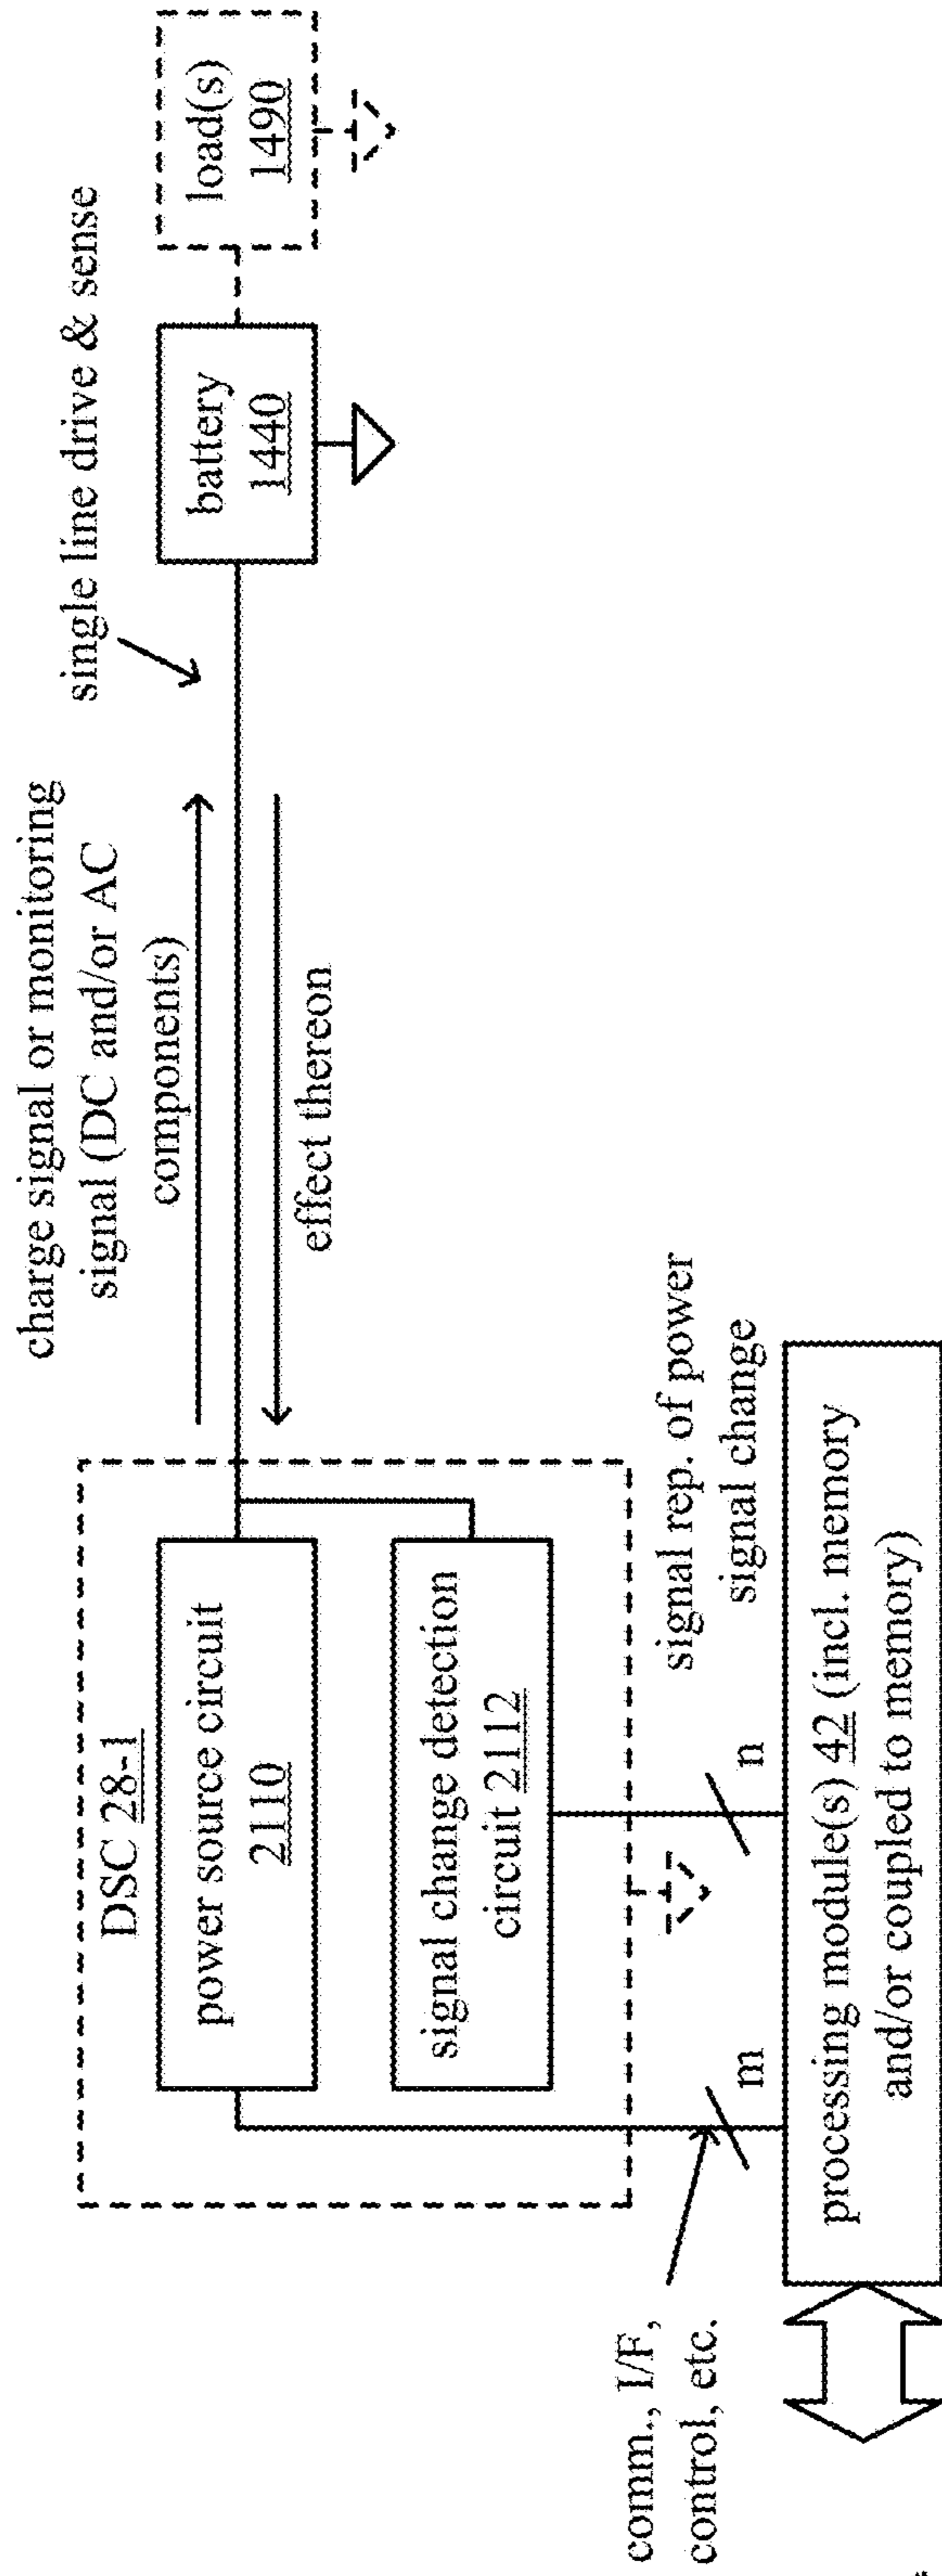 charge signal or monitoring
signal (DC and/or AC
components)
single line drive & sense
DSC 28-1
power source circuit
2110
battery
1440
load(s)
1490
effect thereon
signal change detection
circuit 2112
signal rep. of power
signal change
comm., I/F,
control, etc.
m
n
processing module(s) 42 (incl. memory
and/or coupled to memory)